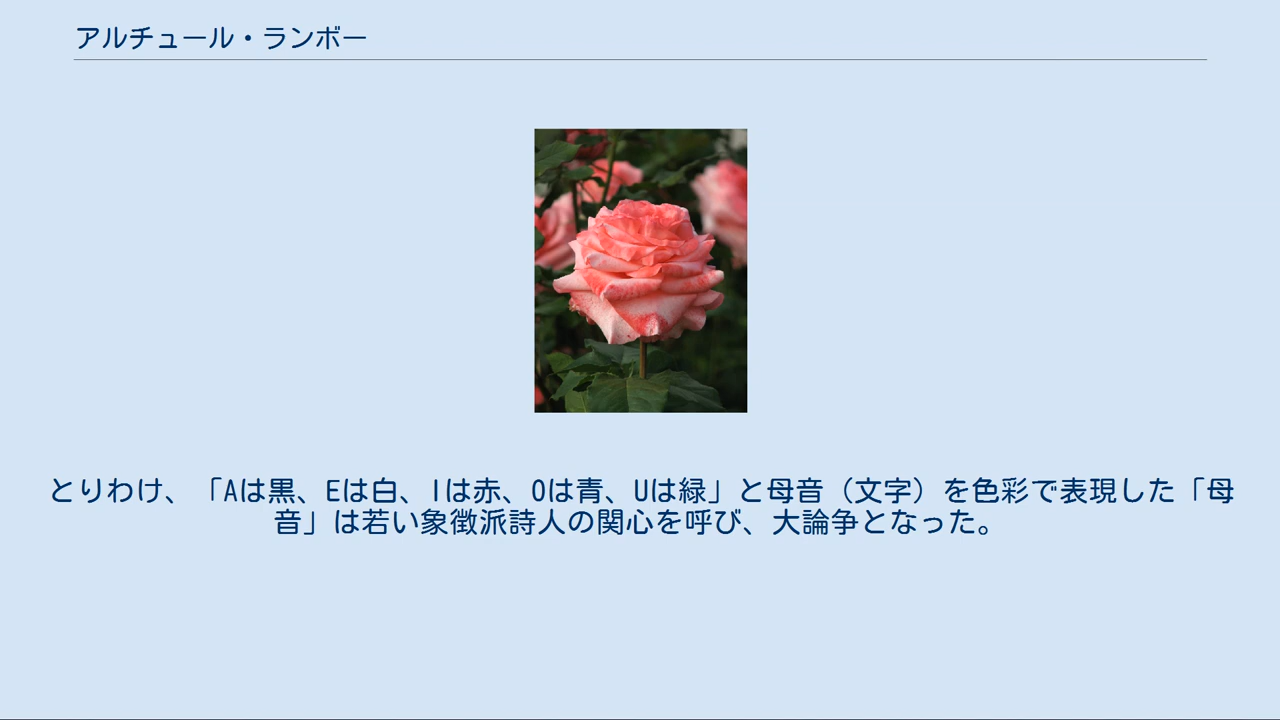 アルチュール・ランボー
とりわけ、「Aは黒、Eは白、Iは赤、Oは青、Uは緑」と母音（文字）を色彩で表現した「母
音」は若い象徴派詩人の関心を呼び、大論争となった。